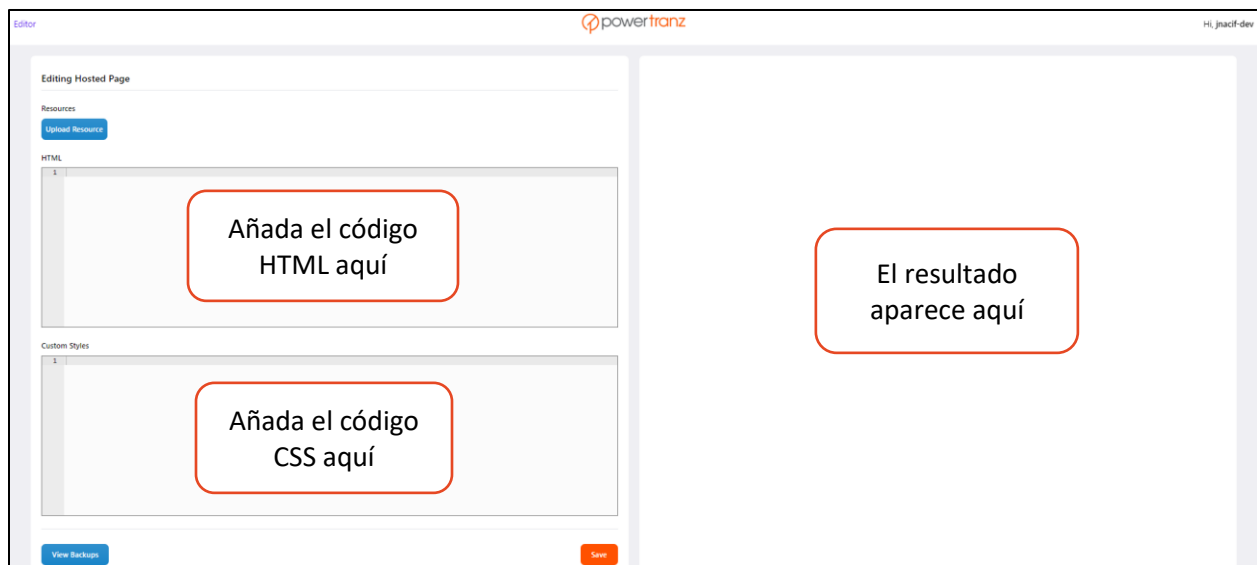 Editor
powertranz
Hi, jnacif-dev
Editing Hosted Page
Resources
Upload Resource
HTML
1
Añada el código
HTML aquí
Custom Styles
1
Añada el código
CSS aquí
View Backups
Save
El resultado
aparece aquí